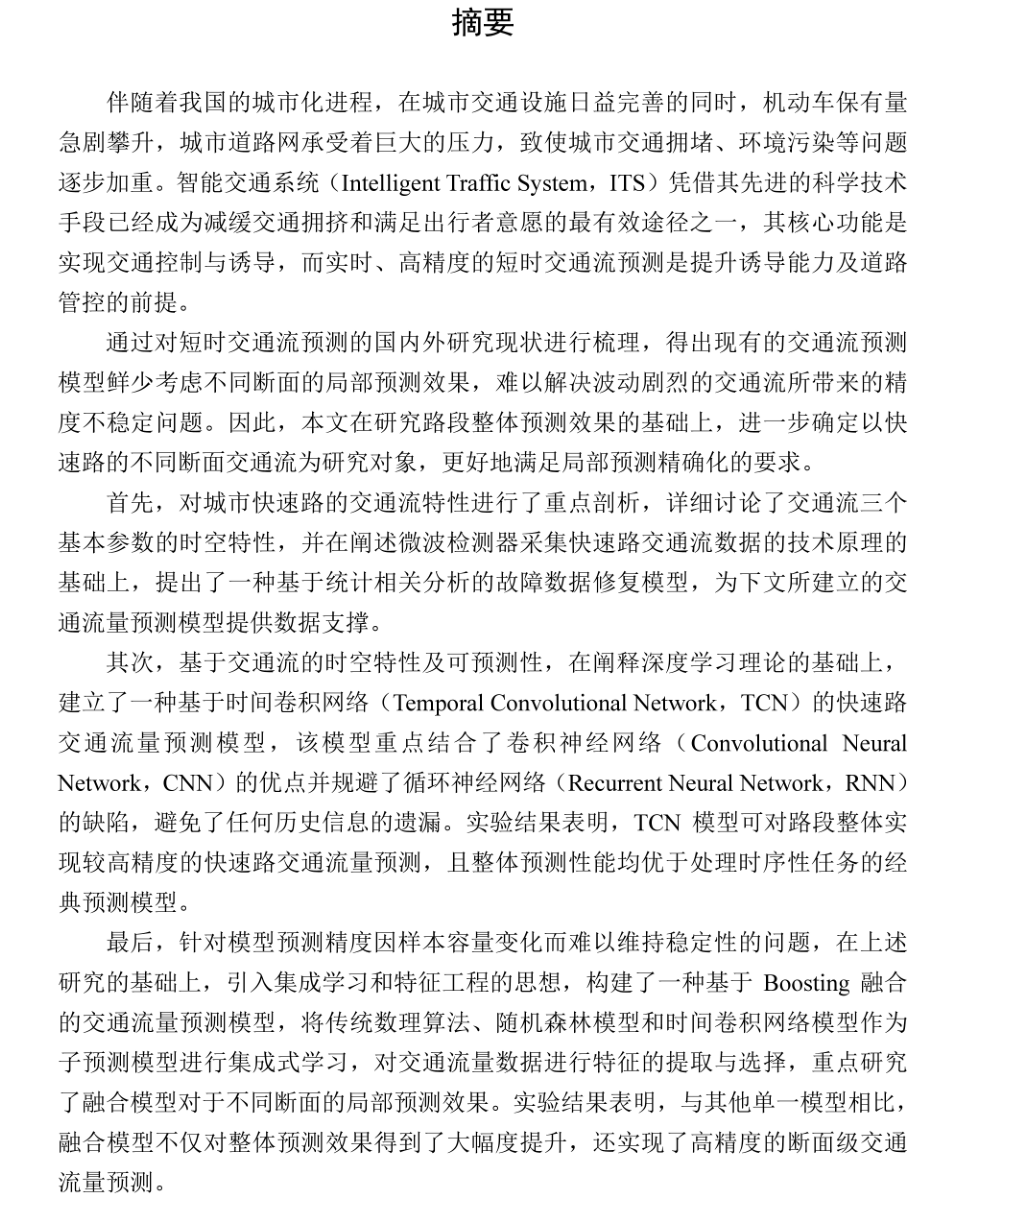 摘要
伴随着我国的城市化进程，在城市交通设施日益完善的同时，机动车保有量
急剧攀升，城市道路网承受着巨大的压力，致使城市交通拥堵、环境污染等问题
逐步加重。智能交通系统（Intelligent Traffic System，ITS）凭借其先进的科学技术
手段已经成为减缓交通拥挤和满足出行者意愿的最有效途径之一，其核心功能是
实现交通控制与诱导，而实时、高精度的短时交通流预测是提升诱导能力及道路
管控的前提。
通过对短时交通流预测的国内外研究现状进行梳理，得出现有的交通流预测
模型鲜少考虑不同断面的局部预测效果，难以解决波动剧烈的交通流所带来的精
度不稳定问题。因此，本文在研究路段整体预测效果的基础上，进一步确定以快
速路的不同断面交通流为研究对象，更好地满足局部预测精确化的要求。
首先，对城市快速路的交通流特性进行了重点剖析，详细讨论了交通流三个
基本参数的时空特性，并在阐述微波检测器采集快速路交通流数据的技术原理的
基础上，提出了一种基于统计相关分析的故障数据修复模型，为下文所建立的交
通流量预测模型提供数据支撑。
其次，基于交通流的时空特性及可预测性，在阐释深度学习理论的基础上，
建立了一种基于时间卷积网络（Temporal Convolutional Network，TCN）的快速路
交通流量预测模型，该模型重点结合了卷积神经网络（Convolutional Neural
Network，CNN）的优点并规避了循环神经网络（Recurrent Neural Network，RNN）
的缺陷，避免了任何历史信息的遗漏。实验结果表明，TCN 模型可对路段整体实
现较高精度的快速路交通流量预测，且整体预测性能均优于处理时序性任务的经
典预测模型。
最后，针对模型预测精度因样本容量变化而难以维持稳定性的问题，在上述
研究的基础上，引入集成学习和特征工程的思想，构建了一种基于 Boosting 融合
的交通流量预测模型，将传统数理算法、随机森林模型和时间卷积网络模型作为
子预测模型进行集成式学习，对交通流量数据进行特征的提取与选择，重点研究
了融合模型对于不同断面的局部预测效果。实验结果表明，与其他单一模型相比，
融合模型不仅对整体预测效果得到了大幅度提升，还实现了高精度的断面级交通
流量预测。